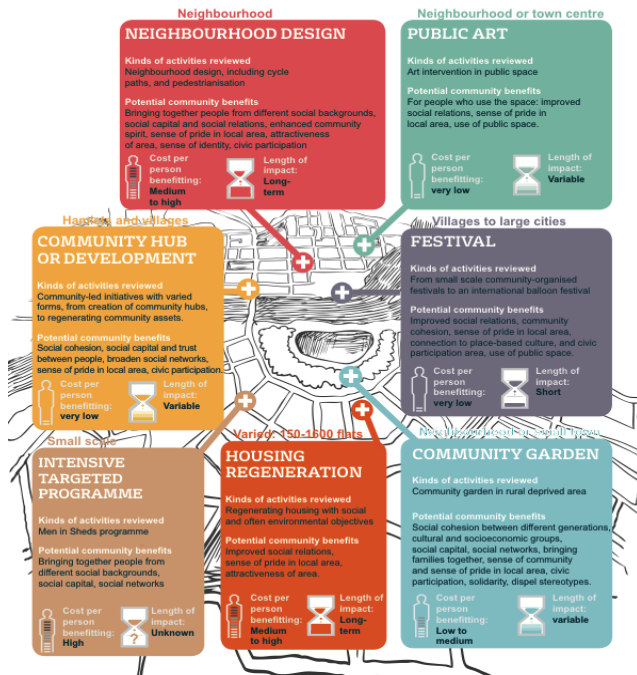 Neighbourhood
NEIGHBOURHOOD DESIGN
Kinds of activities reviewed
Neighbourhood design, including cycle
paths, and pedestrianisation
Potential community benefits
Bringing together people from different social backgrounds,
social capital and social relations, enhanced community
spirit, sense of pride in local area, attractiveness
of area, sense of identity, civic participation
Cost per
person
benefitting:
Medium
to high
Length of
impact:
Long-
term
Neighbourhood or town centre
PUBLIC ART
Kinds of activities reviewed
Art intervention in public space
Potential community benefits
For people who use the space: improved
social relations, sense of pride in
local area, use of public space.
Cost per
person
benefitting:
very low
Length of
impact:
Variable
Hamlets and villages
COMMUNITY HUB
OR DEVELOPMENT
Kinds of activities reviewed
Community-led initiatives with varied
forms, from creation of community hubs,
to regenerating community assets.
Potential community benefits
Social cohesion, social capital and trust
between people, broaden social networks,
sense of pride in local area, civic participation.
Cost per
person
benefitting:
very low
Length of
impact:
Variable
Villages to large cities
FESTIVAL
Kinds of activities reviewed
From small scale community-organised
festivals to an international balloon festival
Potential community benefits
Improved social relations, community
cohesion, sense of pride in local area,
connection to place-based culture, and civic
participation area, use of public space.
Cost per
person
benefitting:
very low
Length of
impact:
Short
Small scale
INTENSIVE
TARGETED
PROGRAMME
Kinds of activities reviewed
Men in Sheds programme
Potential community benefits
Bringing together people from
different social backgrounds,
social capital, social networks
Cost per
person
benefitting:
High
?
Length of
impact:
Unknown
Varied: 150-1600 flats
HOUSING
REGENERATION
Kinds of activities reviewed
Regenerating housing with social
and often environmental objectives
Potential community benefits
Improved social relations,
sense of pride in local area,
attractiveness of area.
Cost per
person
benefitting:
Medium
to high
Length of
impact:
Long-
term
Neighbourhood or small town
COMMUNITY GARDEN
Kinds of activities reviewed
Community garden in rural deprived area
Potential community benefits
Social cohesion between different generations,
cultural and socioeconomic groups,
social capital, social networks, bringing
families together, sense of community
and sense of pride in local area, civic
participation, solidarity, dispel stereotypes.
Cost per
person
benefitting:
Low to
medium
Length of
impact:
variable